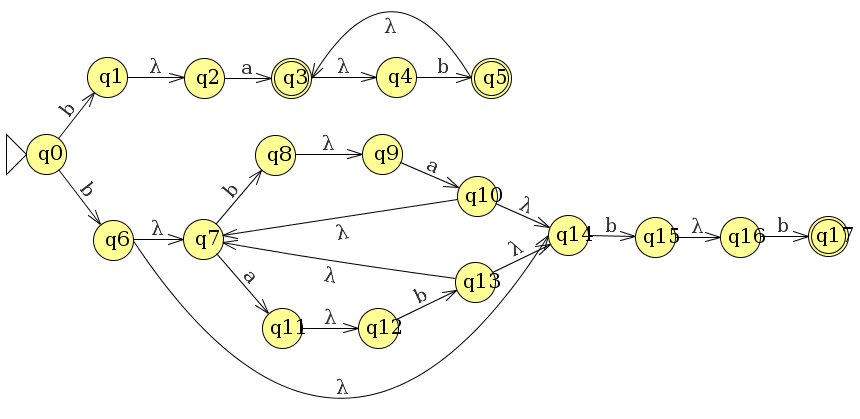 λ
q1 λ q2 a q3 λ q4 b q5
b
q0
b
q8 λ q9
b a
q10 λ
q6 λ q7 λ q14 b q15 λ q16 b q17
λ λ
a q13
b
q11 λ q12
λ